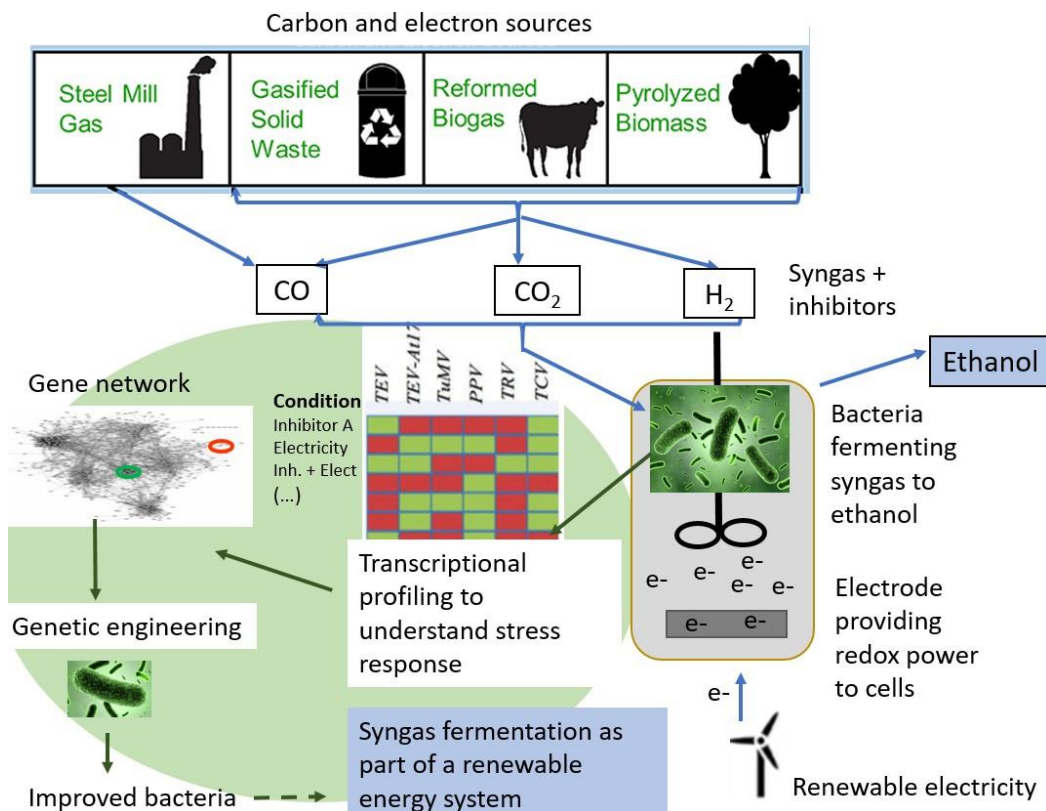 Carbon and electron sources
Steel Mill
Gas
Gasified
Solid
Waste
Reformed
Biogas
Pyrolyzed
Biomass
CO
CO₂
H₂
Syngas +
inhibitors
Ethanol
Gene network
TEV
TEV-At17
TuMV
PPV
TRV
TCV
Condition
Inhibitor A
Electricity
Inh. + Elect
(...)
Bacteria
fermenting
syngas to
ethanol
Transcriptional
profiling to
understand stress
response
e-
e-
e-
e-
e-
e-
e-
Electrode
providing
redox power
to cells
Genetic engineering
e-
Syngas fermentation as
part of a renewable
energy system
Improved bacteria
Renewable electricity